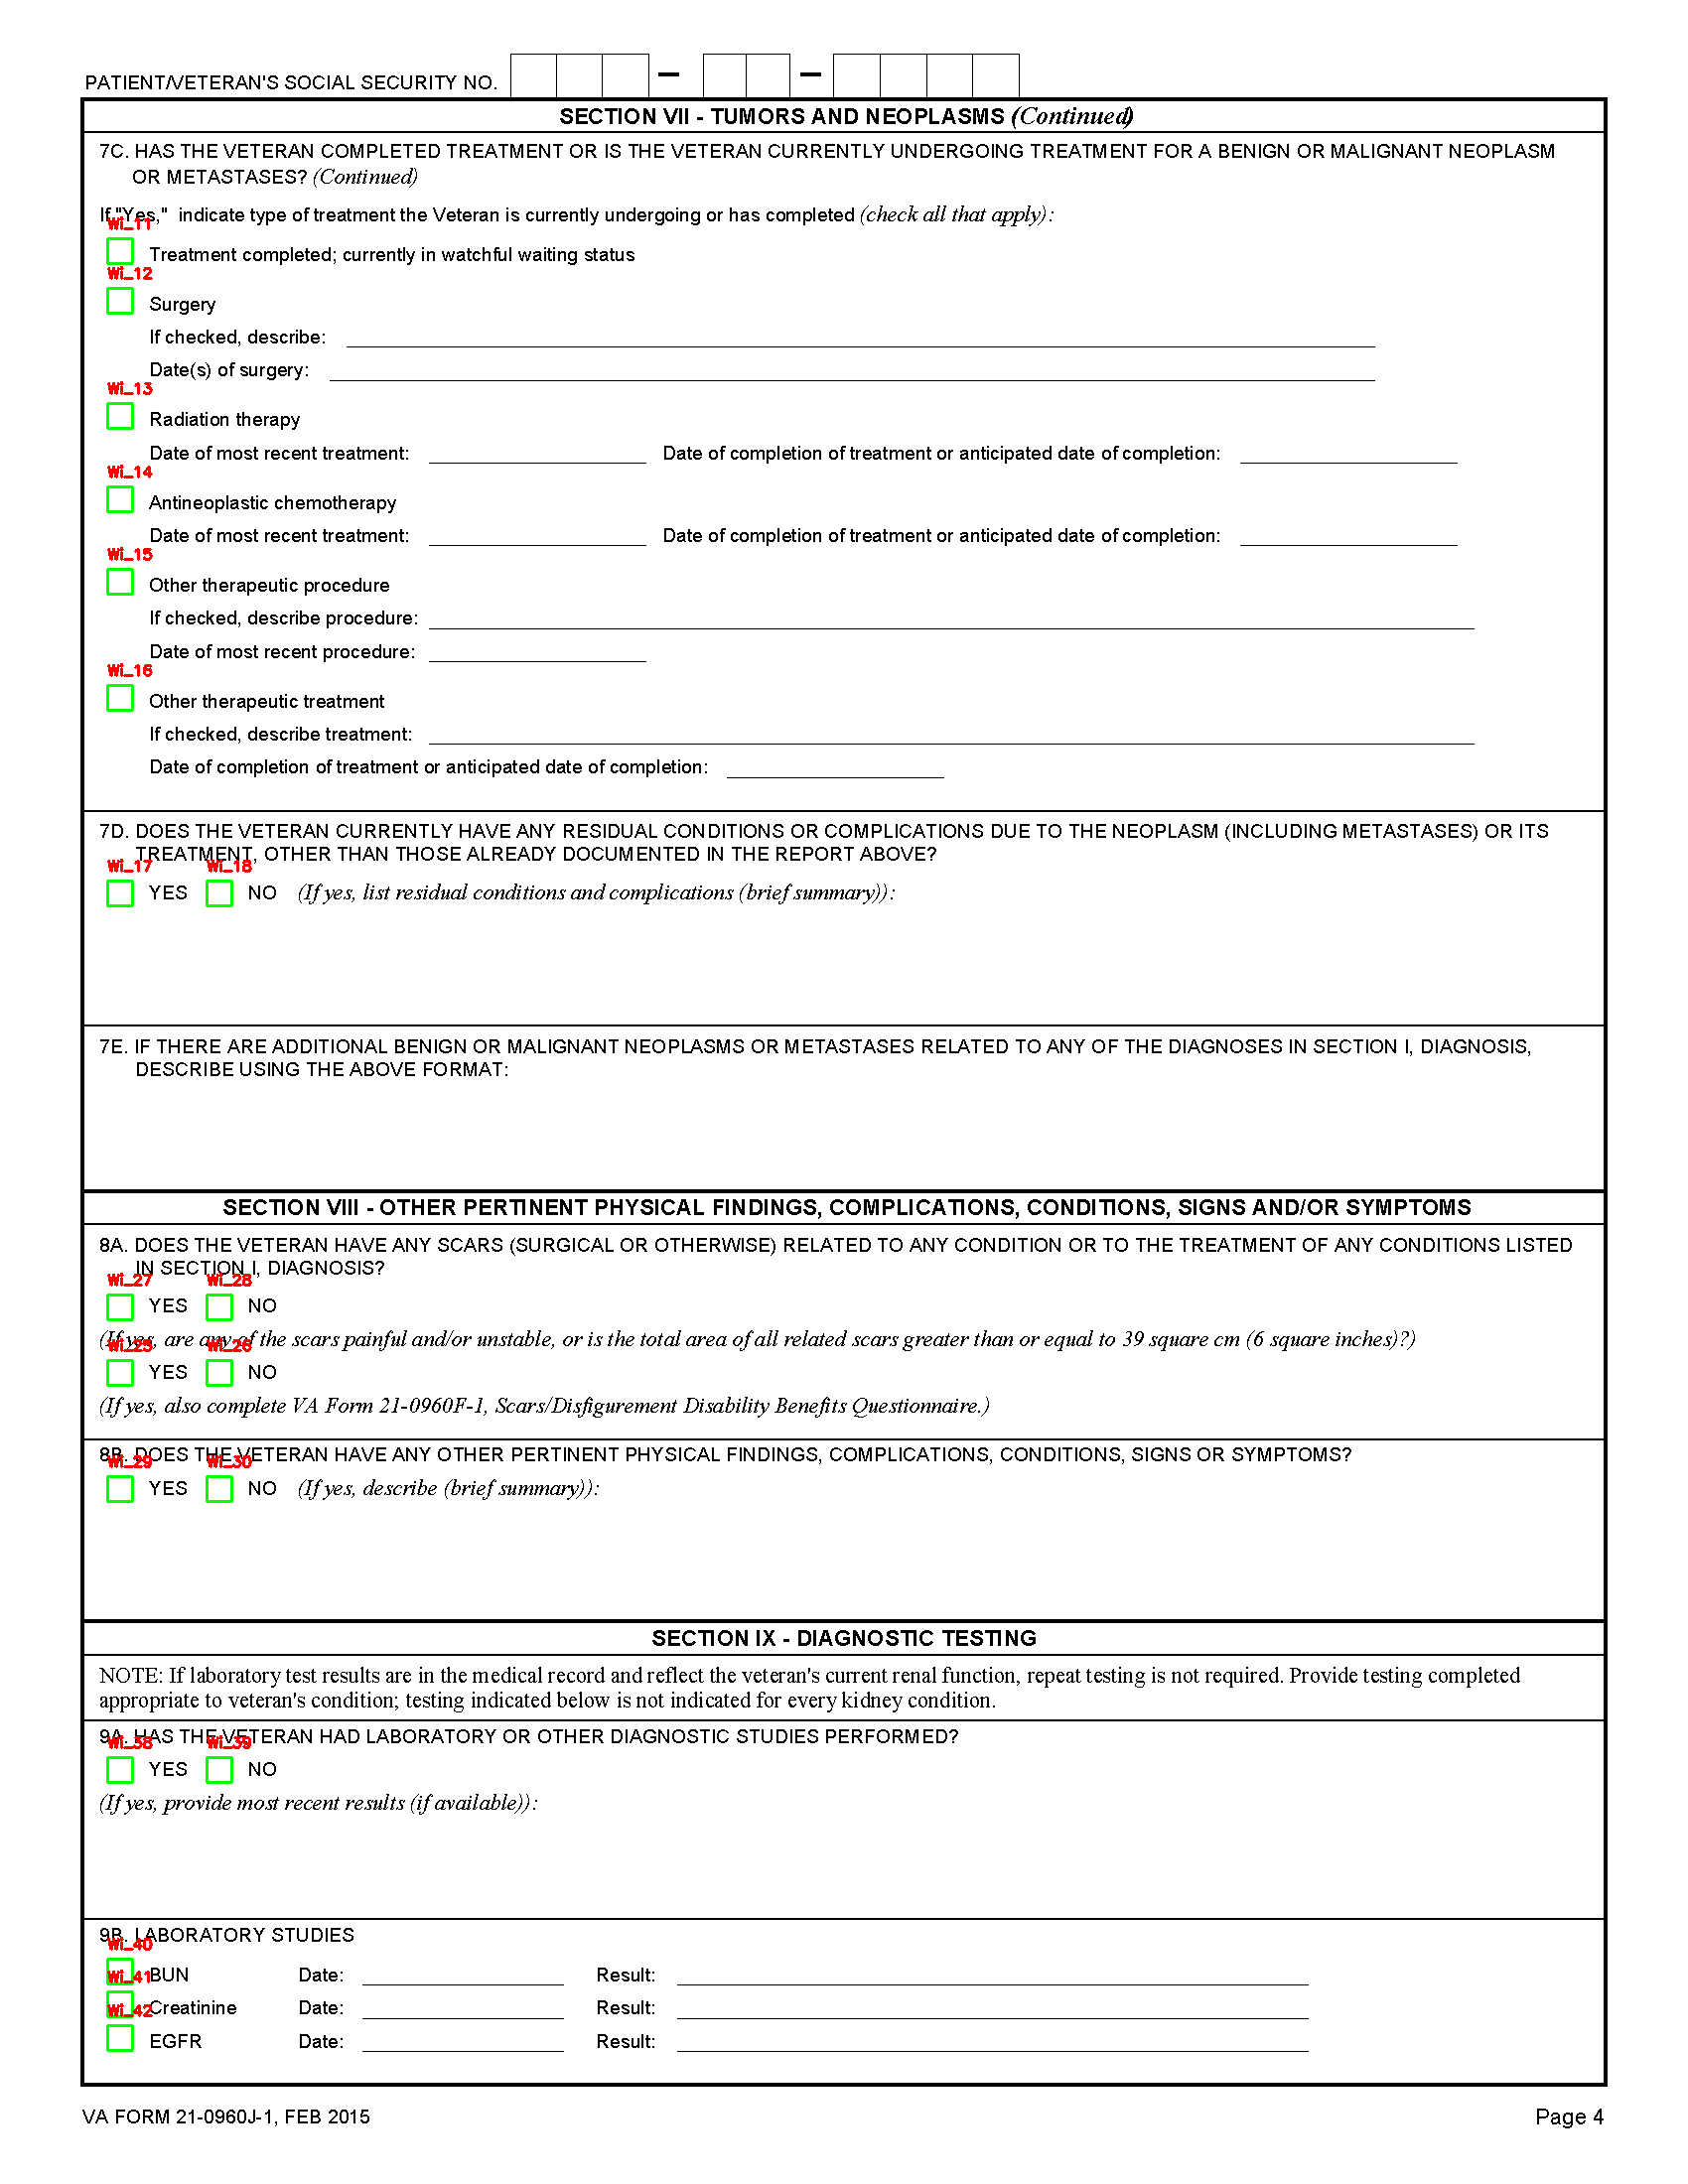 PATIENT/VETERAN'S SOCIAL SECURITY NO.
SECTION VII - TUMORS AND NEOPLASMS (Continued)
7C. HAS THE VETERAN COMPLETED TREATMENT OR IS THE VETERAN CURRENTLY UNDERGOING TREATMENT FOR A BENIGN OR MALIGNANT NEOPLASM
OR METASTASES? (Continued)
If "Yes," indicate type of treatment the Veteran is currently undergoing or has completed (check all that apply):
Wi_11
Treatment completed; currently in watchful waiting status
Wi_12
Surgery
If checked, describe:
Date(s) of surgery:
Wi_13
Radiation therapy
Date of most recent treatment: Date of completion of treatment or anticipated date of completion:
Wi_14
Antineoplastic chemotherapy
Date of most recent treatment: Date of completion of treatment or anticipated date of completion:
Wi_15
Other therapeutic procedure
If checked, describe procedure:
Date of most recent procedure:
Wi_16
Other therapeutic treatment
If checked, describe treatment:
Date of completion of treatment or anticipated date of completion:
7D. DOES THE VETERAN CURRENTLY HAVE ANY RESIDUAL CONDITIONS OR COMPLICATIONS DUE TO THE NEOPLASM (INCLUDING METASTASES) OR ITS
TREATMENT, OTHER THAN THOSE ALREADY DOCUMENTED IN THE REPORT ABOVE?
Wi_17 Wi_18
YES NO (If yes, list residual conditions and complications (brief summary)):
7E. IF THERE ARE ADDITIONAL BENIGN OR MALIGNANT NEOPLASMS OR METASTASES RELATED TO ANY OF THE DIAGNOSES IN SECTION I, DIAGNOSIS,
DESCRIBE USING THE ABOVE FORMAT:
SECTION VIII - OTHER PERTINENT PHYSICAL FINDINGS, COMPLICATIONS, CONDITIONS, SIGNS AND/OR SYMPTOMS
8A. DOES THE VETERAN HAVE ANY SCARS (SURGICAL OR OTHERWISE) RELATED TO ANY CONDITION OR TO THE TREATMENT OF ANY CONDITIONS LISTED
IN SECTION I, DIAGNOSIS?
Wi_27 Wi_28
YES NO
(If yes, are any of the scars painful and/or unstable, or is the total area of all related scars greater than or equal to 39 square cm (6 square inches)?)
Wi_25 Wi_26
YES NO
(If yes, also complete VA Form 21-0960F-1, Scars/Disfigurement Disability Benefits Questionnaire.)
8B. DOES THE VETERAN HAVE ANY OTHER PERTINENT PHYSICAL FINDINGS, COMPLICATIONS, CONDITIONS, SIGNS OR SYMPTOMS?
Wi_29 Wi_30
YES NO (If yes, describe (brief summary)):
SECTION IX - DIAGNOSTIC TESTING
NOTE: If laboratory test results are in the medical record and reflect the veteran's current renal function, repeat testing is not required. Provide testing completed
appropriate to veteran's condition; testing indicated below is not indicated for every kidney condition.
9A. HAS THE VETERAN HAD LABORATORY OR OTHER DIAGNOSTIC STUDIES PERFORMED?
Wi_38 Wi_39
YES NO
(If yes, provide most recent results (if available)):
9B. LABORATORY STUDIES
Wi_40
BUN Date: Result:
Wi_41
Creatinine Date: Result:
Wi_42
EGFR Date: Result:
VA FORM 21-0960J-1, FEB 2015 Page 4